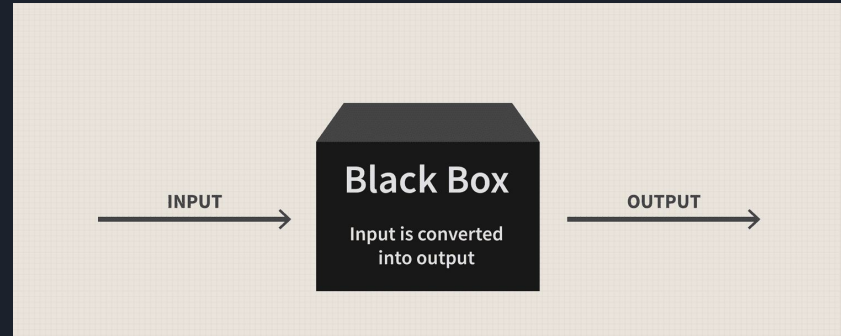 INPUT
Black Box
Input is converted
into output
OUTPUT